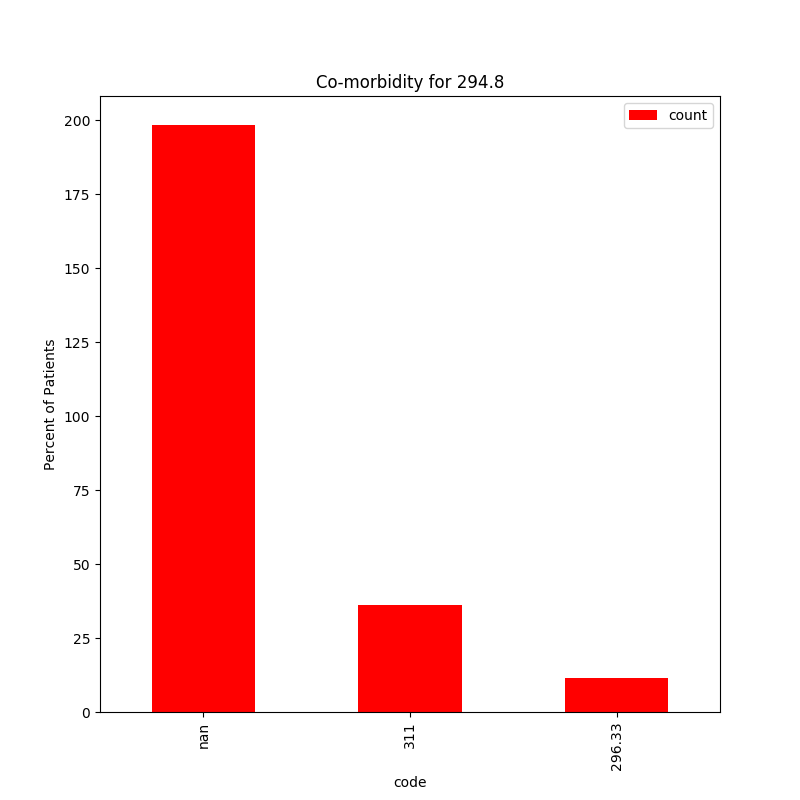 Co-morbidity for 294.8
count
200
175
150
125
100
75
50
25
0
Percent of Patients
nan
311
296.33
code